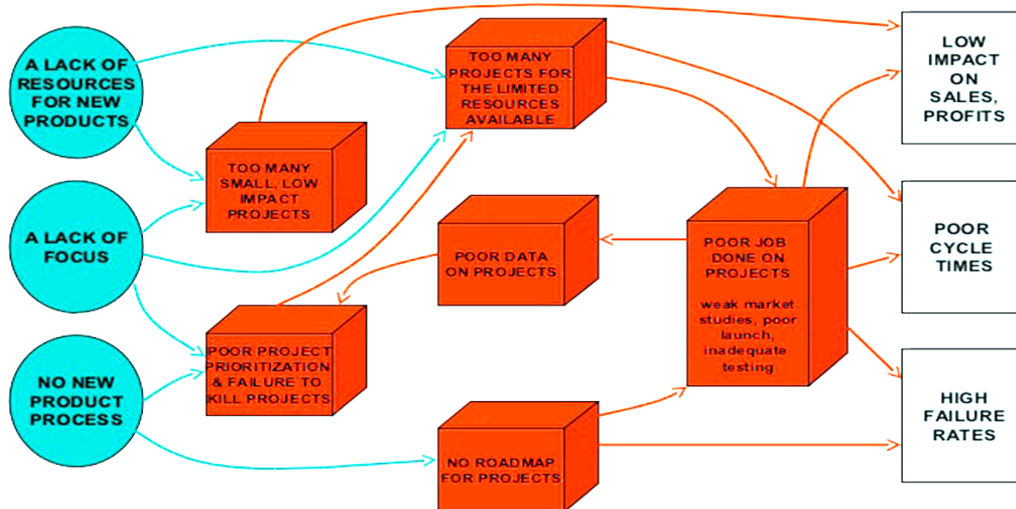 A LACK OF
RESOURCES
FOR NEW
PRODUCTS
A LACK OF
FOCUS
NO NEW
PRODUCT
PROCESS
TOO MANY
SMALL, LOW
IMPACT
PROJECTS
POOR PROJECT
PRIORITIZATION
& FAILURE TO
KILL PROJECTS
TOO MANY
PROJECTS FOR
THE LIMITED
RESOURCES
AVAILABLE
POOR DATA
ON PROJECTS
NO ROADMAP
FOR PROJECTS
POOR JOB
DONE ON
PROJECTS
weak market
studies, poor
launch,
inadequate
testing
LOW
IMPACT
ON
SALES,
PROFITS
POOR
CYCLE
TIMES
HIGH
FAILURE
RATES